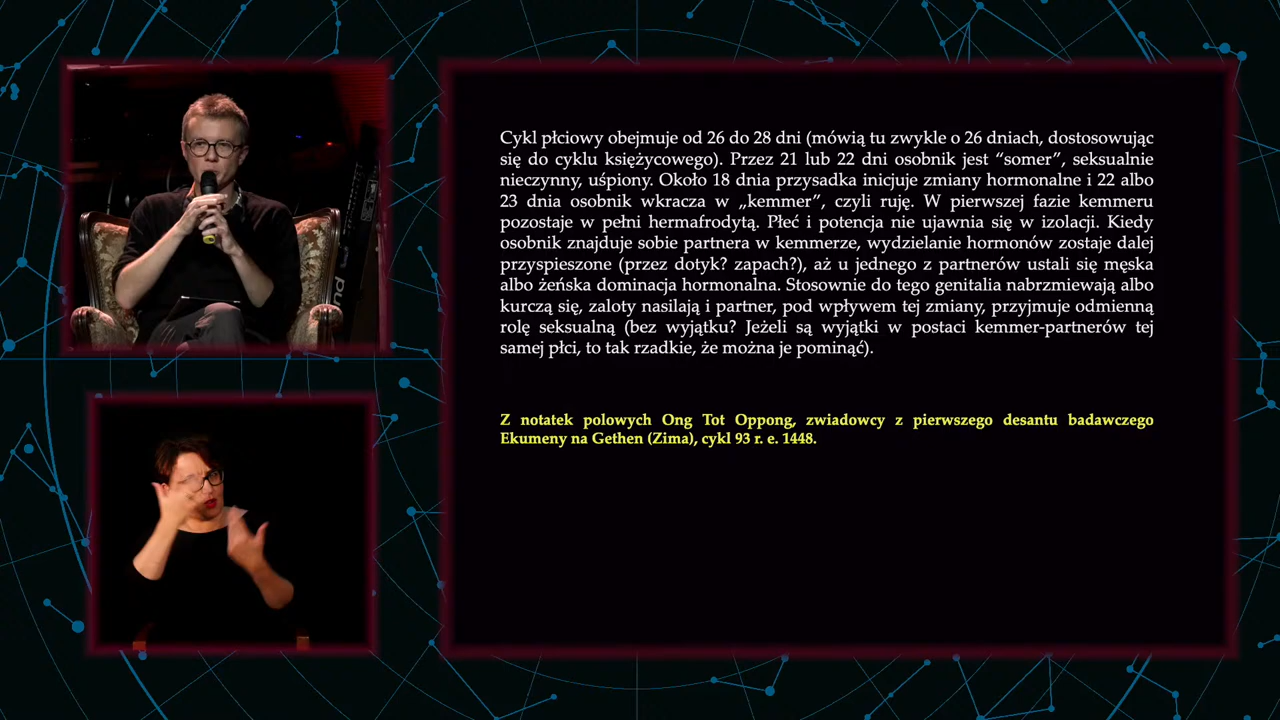 Cykl płciowy obejmuje od 26 do 28 dni (mówią tu zwykle o 26 dniach, dostosowując
się do cyklu księżycowego). Przez 21 lub 22 dni osobnik jest “somer”, seksualnie
nieczynny, uśpiony. Około 18 dnia przysadka inicjuje zmiany hormonalne i 22 albo
23 dnia osobnik wkracza w „kemmer”, czyli ruję. W pierwszej fazie kemmeru
pozostaje w pełni hermafrodytą. Płeć i potencja nie ujawnia się w izolacji. Kiedy
osobnik znajduje sobie partnera w kemmerze, wydzielanie hormonów zostaje dalej
przyspieszone (przez dotyk? zapach?), aż u jednego z partnerów ustali się męska
albo żeńska dominacja hormonalna. Stosownie do tego genitalia nabrzmiewają albo
kurczą się, zaloty nasilają i partner, pod wpływem tej zmiany, przyjmuje odmienną
rolę seksualną (bez wyjątku? Jeżeli są wyjątki w postaci kemmer-partnerów tej
samej płci, to tak rzadkie, że można je pominąć).
Z notatek polowych Ong Tot Oppong, zwiadowcy z pierwszego desantu badawczego
Ekumeny na Gethen (Zima), cykl 93 r. e. 1448.